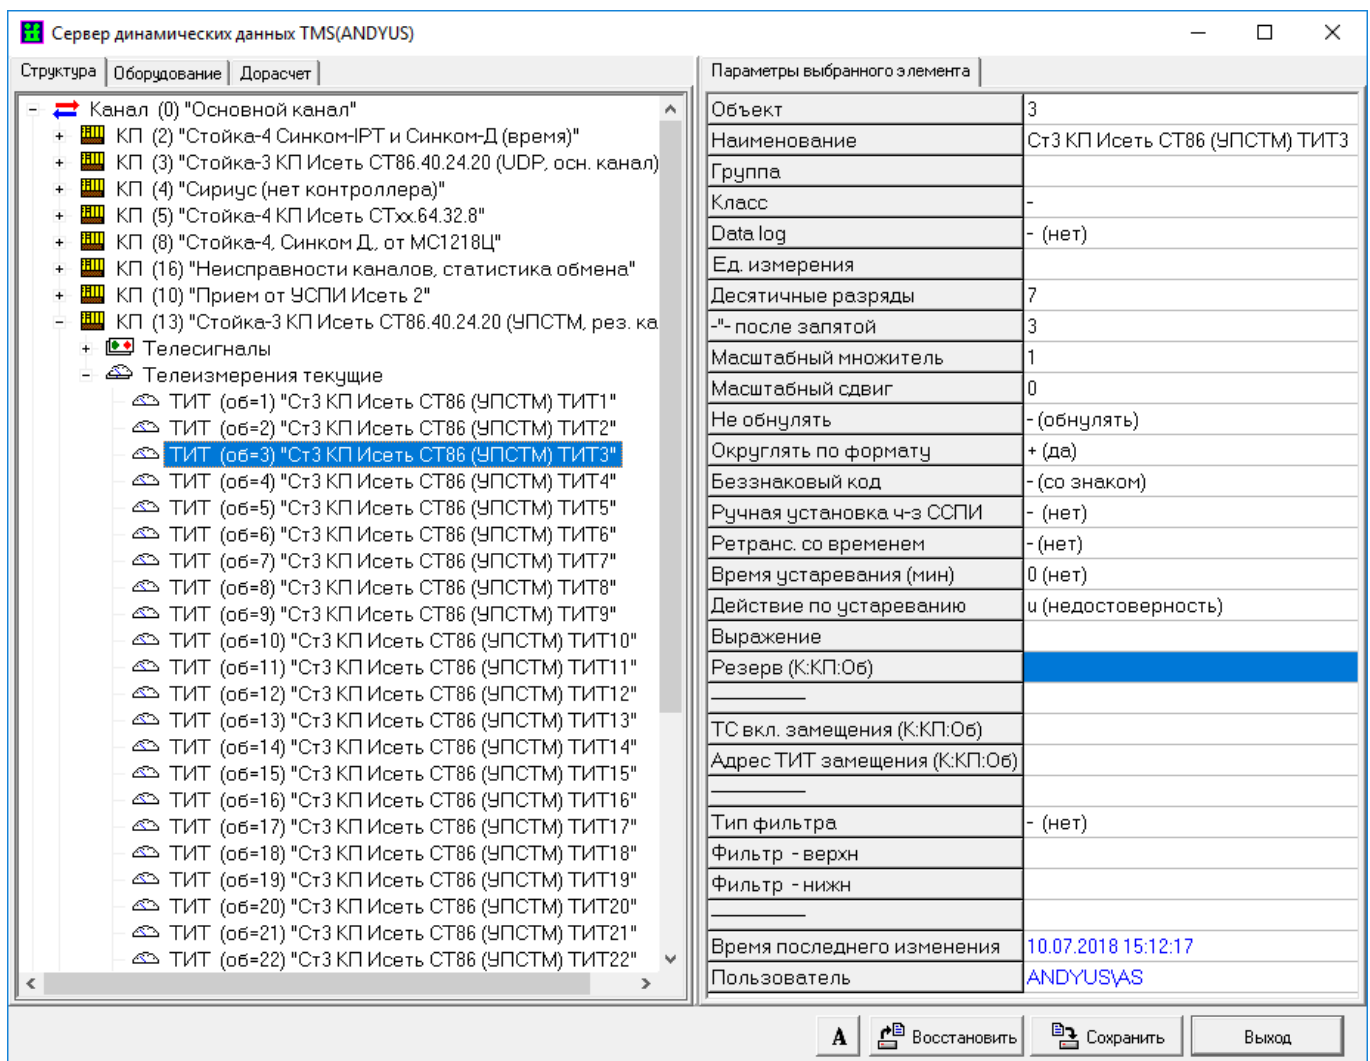 Сервер динамических данных TMS(ANDYUS)
Структура Оборудование Дорасчет
Канал (0) "Основной канал"
КП (2) "Стойка-4 Синком-IPT и Синком-Д (время)"
КП (3) "Стойка-3 КП Исеть СТ86.40.24.20 (UDP, осн. канал)
КП (4) "Сириус (нет контроллера)"
КП (5) "Стойка-4 КП Исеть СТхх.64.32.8"
КП (8) "Стойка-4, Синком Д., от МС1218Ц"
КП (16) "Неисправности каналов, статистика обмена"
КП (10) "Прием от УСПИ Исеть 2"
КП (13) "Стойка-3 КП Исеть СТ86.40.24.20 (УПСТМ, рез. ка
Телесигналы
Телеизмерения текущие
ТИТ (об=1) "Ст3 КП Исеть СТ86 (УПСТМ) ТИТ1"
ТИТ (об=2) "Ст3 КП Исеть СТ86 (УПСТМ) ТИТ2"
ТИТ (об=3) "Ст3 КП Исеть СТ86 (УПСТМ) ТИТ3"
ТИТ (об=4) "Ст3 КП Исеть СТ86 (УПСТМ) ТИТ4"
ТИТ (об=5) "Ст3 КП Исеть СТ86 (УПСТМ) ТИТ5"
ТИТ (об=6) "Ст3 КП Исеть СТ86 (УПСТМ) ТИТ6"
ТИТ (об=7) "Ст3 КП Исеть СТ86 (УПСТМ) ТИТ7"
ТИТ (об=8) "Ст3 КП Исеть СТ86 (УПСТМ) ТИТ8"
ТИТ (об=9) "Ст3 КП Исеть СТ86 (УПСТМ) ТИТ9"
ТИТ (об=10) "Ст3 КП Исеть СТ86 (УПСТМ) ТИТ10"
ТИТ (об=11) "Ст3 КП Исеть СТ86 (УПСТМ) ТИТ11"
ТИТ (об=12) "Ст3 КП Исеть СТ86 (УПСТМ) ТИТ12"
ТИТ (об=13) "Ст3 КП Исеть СТ86 (УПСТМ) ТИТ13"
ТИТ (об=14) "Ст3 КП Исеть СТ86 (УПСТМ) ТИТ14"
ТИТ (об=15) "Ст3 КП Исеть СТ86 (УПСТМ) ТИТ15"
ТИТ (об=16) "Ст3 КП Исеть СТ86 (УПСТМ) ТИТ16"
ТИТ (об=17) "Ст3 КП Исеть СТ86 (УПСТМ) ТИТ17"
ТИТ (об=18) "Ст3 КП Исеть СТ86 (УПСТМ) ТИТ18"
ТИТ (об=19) "Ст3 КП Исеть СТ86 (УПСТМ) ТИТ19"
ТИТ (об=20) "Ст3 КП Исеть СТ86 (УПСТМ) ТИТ20"
ТИТ (об=21) "Ст3 КП Исеть СТ86 (УПСТМ) ТИТ21"
ТИТ (об=22) "Ст3 КП Исеть СТ86 (УПСТМ) ТИТ22"
Параметры выбранного элемента
Объект 3
Наименование Ст3 КП Исеть СТ86 (УПСТМ) ТИТ3
Группа
Класс -
Data log - (нет)
Ед. измерения
Десятичные разряды 7
-"- после запятой 3
Масштабный множитель 1
Масштабный сдвиг 0
Не обнулять - (обнулять)
Округлять по формату + (да)
Беззнаковый код - (со знаком)
Ручная установка ч-з ССПИ - (нет)
Ретранс. со временем - (нет)
Время устаревания (мин) 0 (нет)
Действие по устареванию u (недостоверность)
Выражение
Резерв (К:КП:Об)
ТС вкл. замещения (К:КП:Об)
Адрес ТИТ замещения (К:КП:Об)
Тип фильтра - (нет)
Фильтр - верхн
Фильтр - нижн
Время последнего изменения 10.07.2018 15:12:17
Пользователь ANDYUS\AS
A Восстановить Сохранить Выход